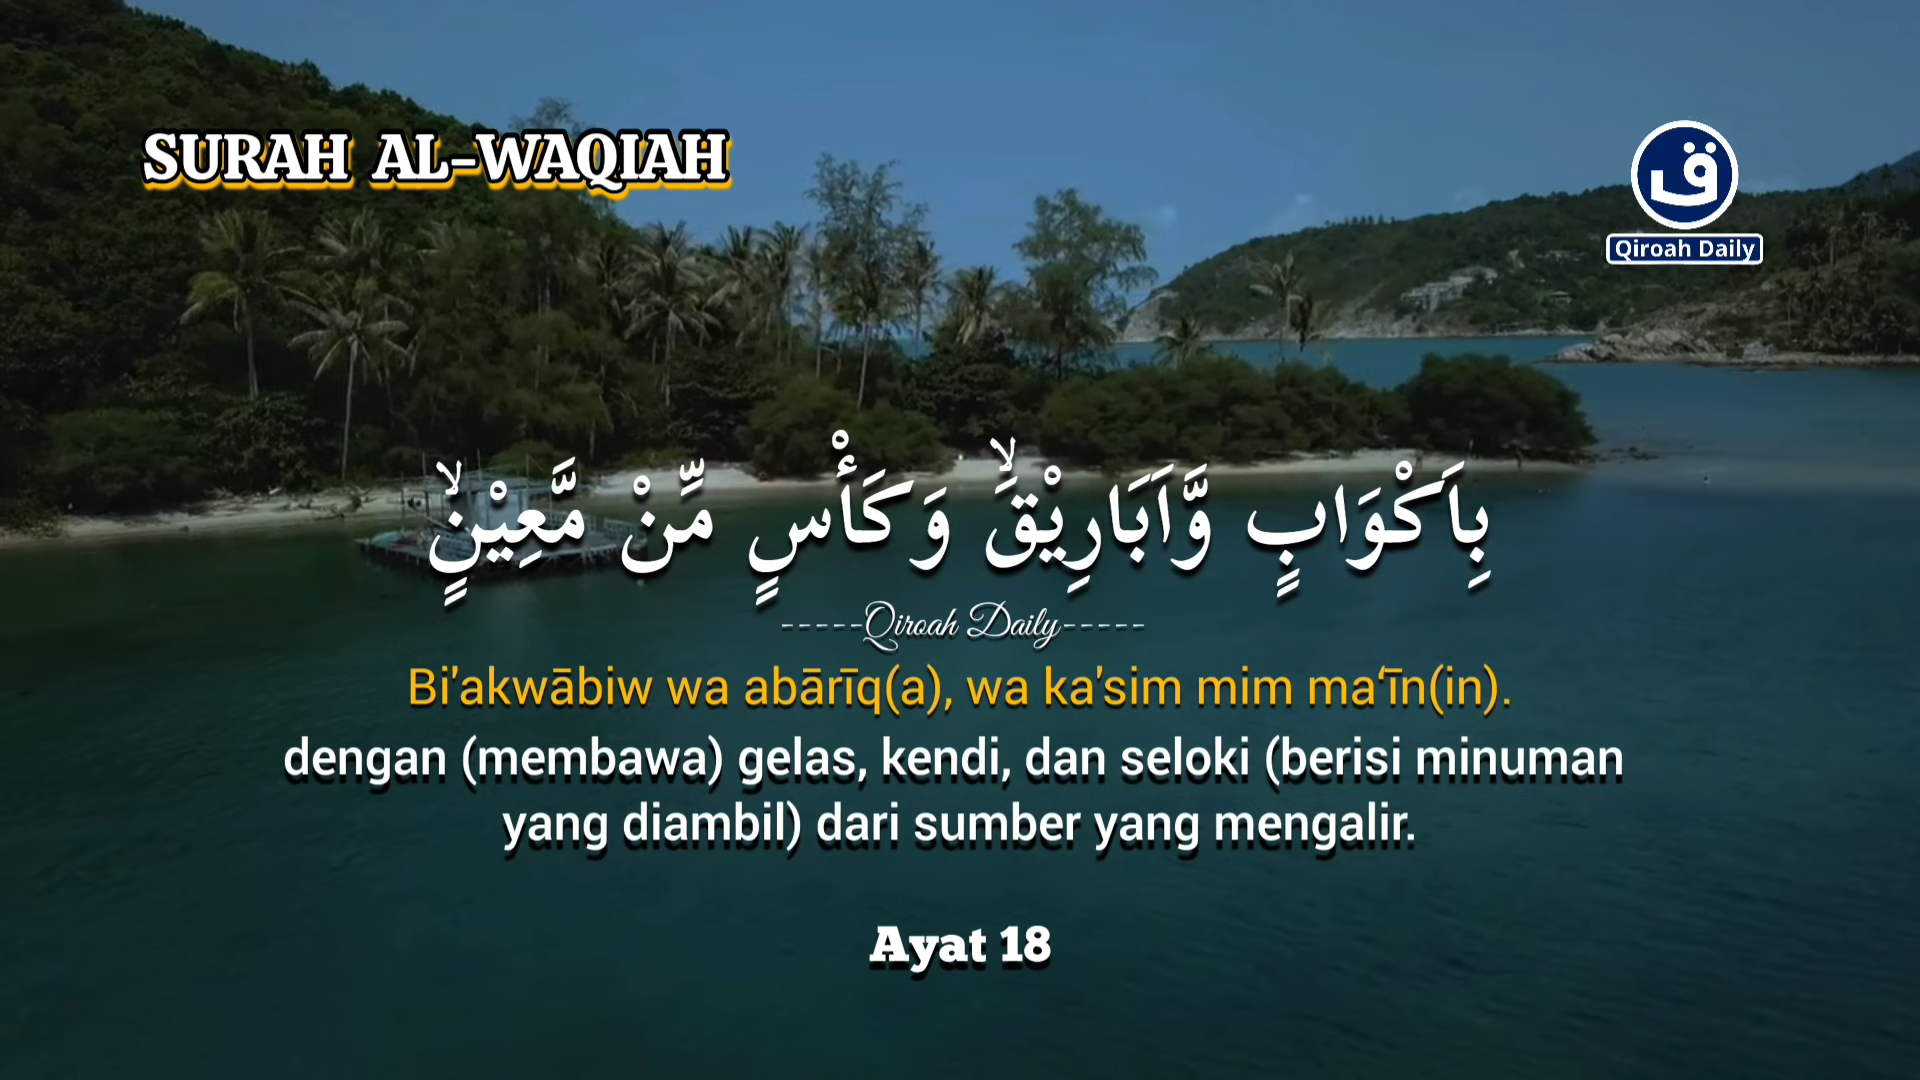 SURAH AL-WAQIAH
ق
Qiroah Daily
بِاَكْوَابٍ وَّاَبَارِيْقَۙ وَكَأْسٍ مِّنْ مَّعِيْنٍۙ
-----Qiroah Daily-----
Bi'akwābiw wa abārīq(a), wa ka'sim mim ma‘īn(in).
dengan (membawa) gelas, kendi, dan seloki (berisi minuman
yang diambil) dari sumber yang mengalir.
Ayat 18